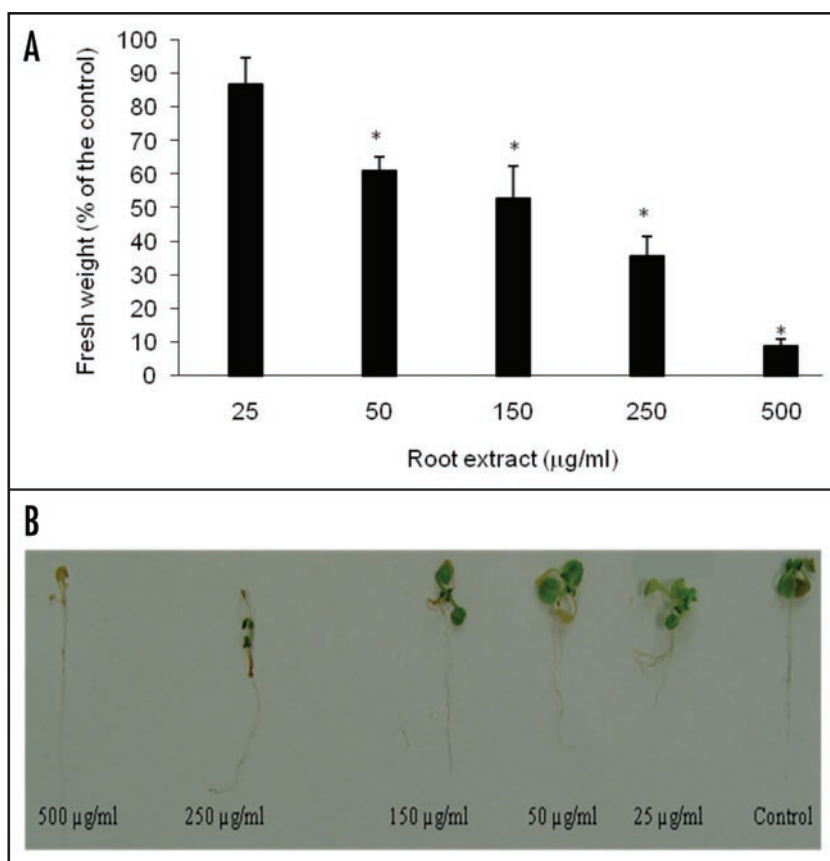 A
Fresh weight (% of the control)
100
90
80
70
60
50
40
30
20
10
0
*
*
*
*
25 50 150 250 500
Root extract (µg/ml)
B
500 µg/ml 250 µg/ml 150 µg/ml 50 µg/ml 25 µg/ml Control